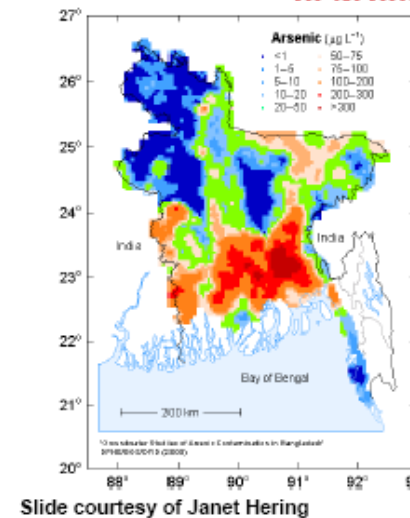 27°
26°
25°
24°
23°
22°
21°
20°
Arsenic (µg L⁻¹)
<1
1–5
5–10
10–20
20–50
50–75
75–100
100–200
200–300
>300
India
India
Bay of Bengal
200 km
88° 89° 90° 91° 92°
Slide courtesy of Janet Hering